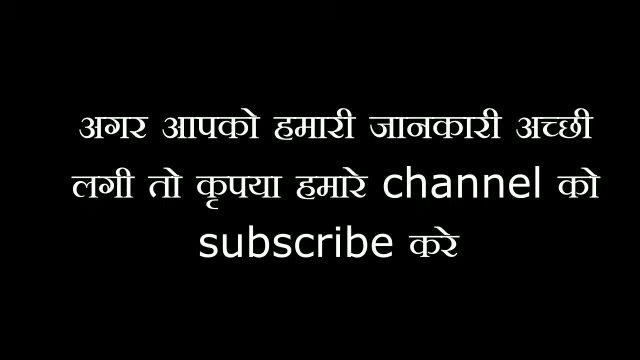 अगर आपको हमारी जानकारी अच्छी
लगी तो कृपया हमारे channel को
subscribe करे